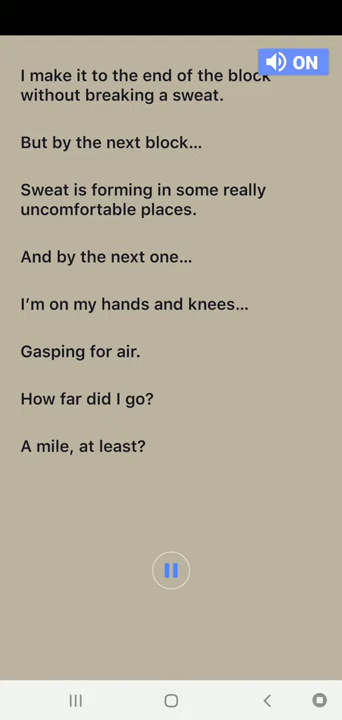 I make it to the end of the block
without breaking a sweat.
ON
But by the next block...
Sweat is forming in some really
uncomfortable places.
And by the next one...
I'm on my hands and knees...
Gasping for air.
How far did I go?
A mile, at least?